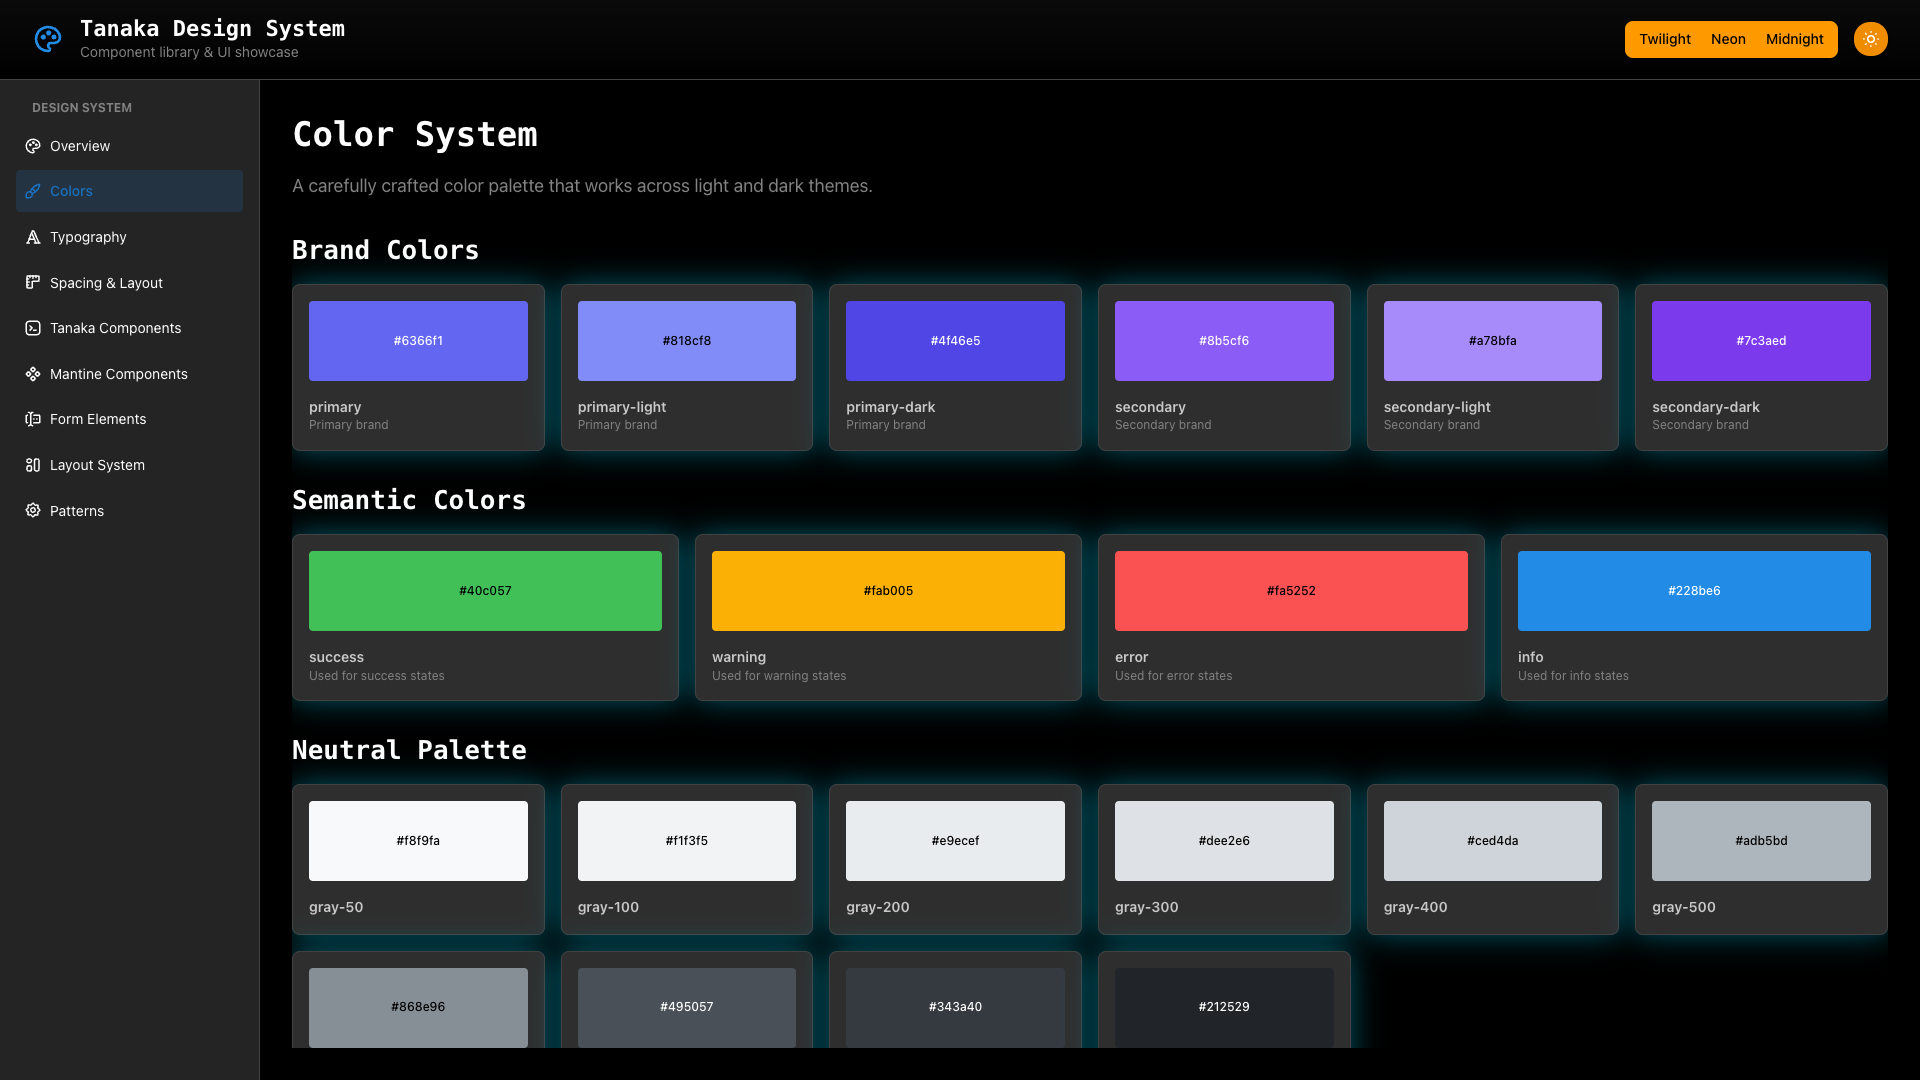 Tanaka Design System
Component library & UI showcase
Twilight
Neon
Midnight
DESIGN SYSTEM
Overview
Colors
Typography
Spacing & Layout
Tanaka Components
Mantine Components
Form Elements
Layout System
Patterns
Color System
A carefully crafted color palette that works across light and dark themes.
Brand Colors
#6366f1
primary
Primary brand
#818cf8
primary-light
Primary brand
#4f46e5
primary-dark
Primary brand
#8b5cf6
secondary
Secondary brand
#a78bfa
secondary-light
Secondary brand
#7c3aed
secondary-dark
Secondary brand
Semantic Colors
#40c057
success
Used for success states
#fab005
warning
Used for warning states
#fa5252
error
Used for error states
#228be6
info
Used for info states
Neutral Palette
#f8f9fa
gray-50
#f1f3f5
gray-100
#e9ecef
gray-200
#dee2e6
gray-300
#ced4da
gray-400
#adb5bd
gray-500
#868e96
#495057
#343a40
#212529